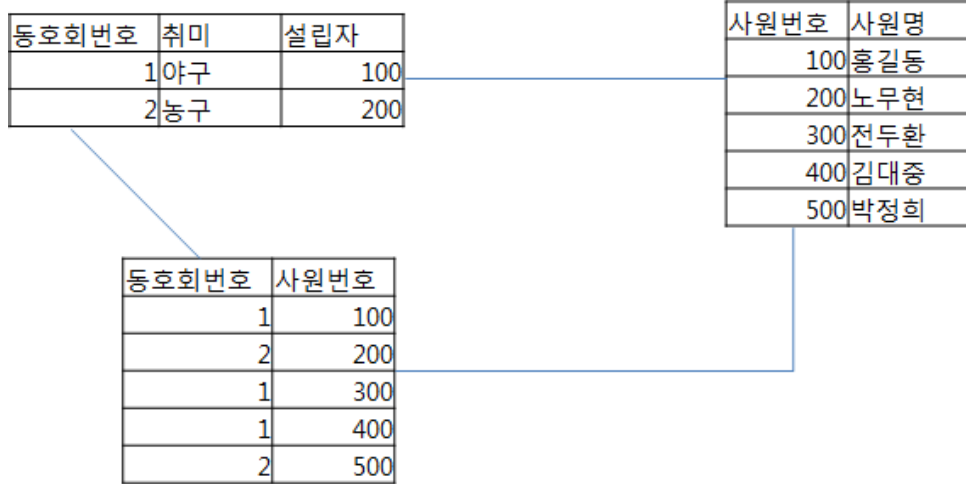 동호회번호 취미 설립자
1 야구 100
2 농구 200
사원번호 사원명
100 홍길동
200 노무현
300 전두환
400 김대중
500 박정희
동호회번호 사원번호
1 100
2 200
1 300
1 400
2 500